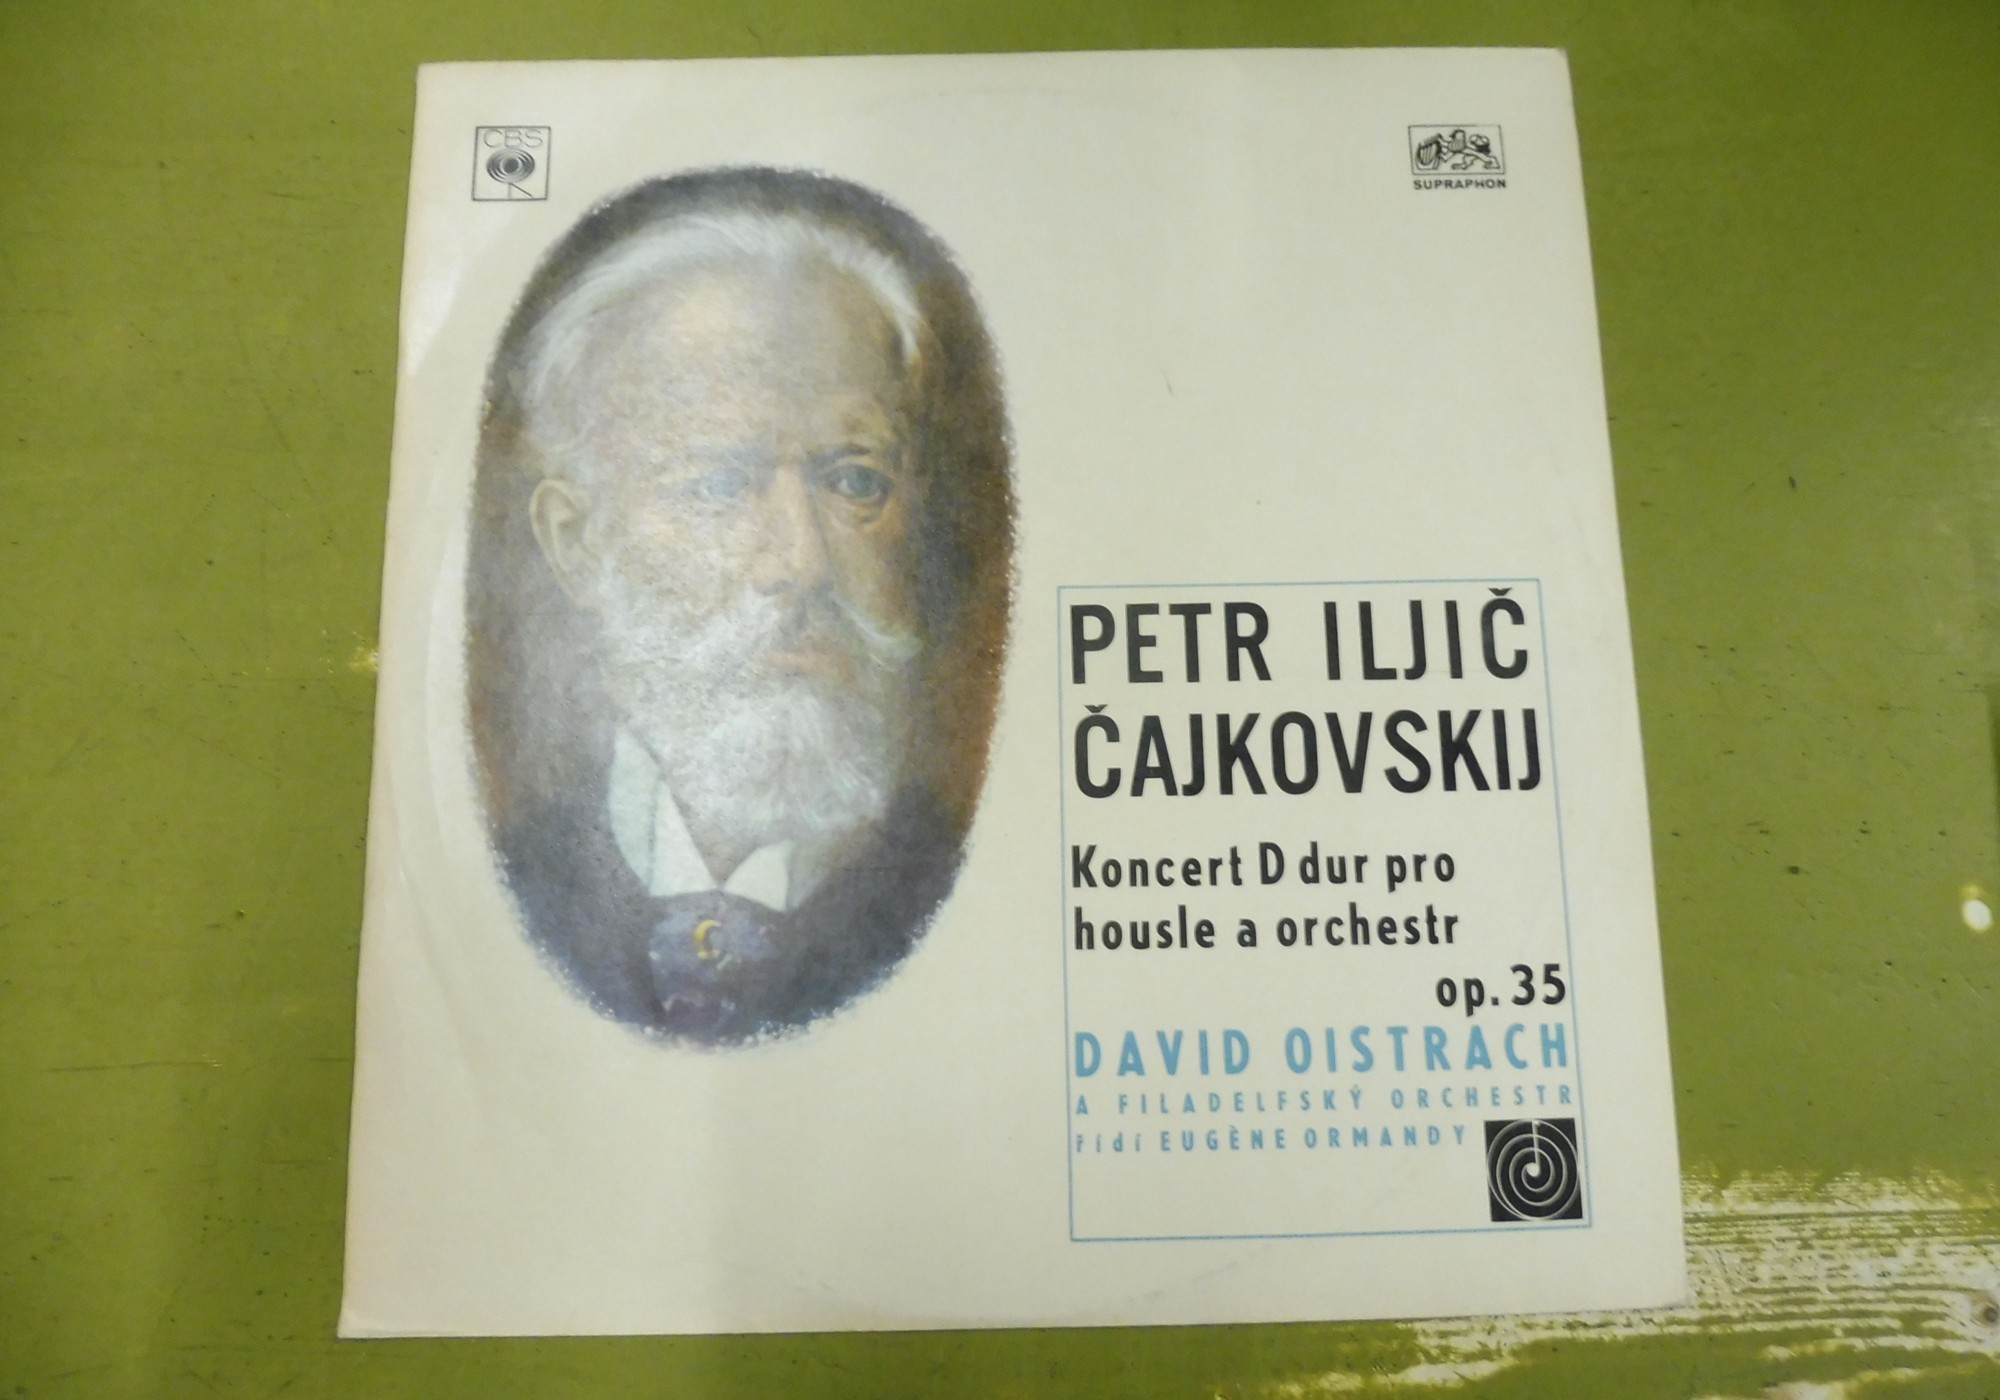 CBS
SUPRAPHON
PETR ILJIČ
ČAJKOVSKIJ
Koncert D dur pro
housle a orchestr
op. 35
DAVID OISTRACH
A FILADELFSKÝ ORCHESTR
řídí EUGÈNE ORMANDY